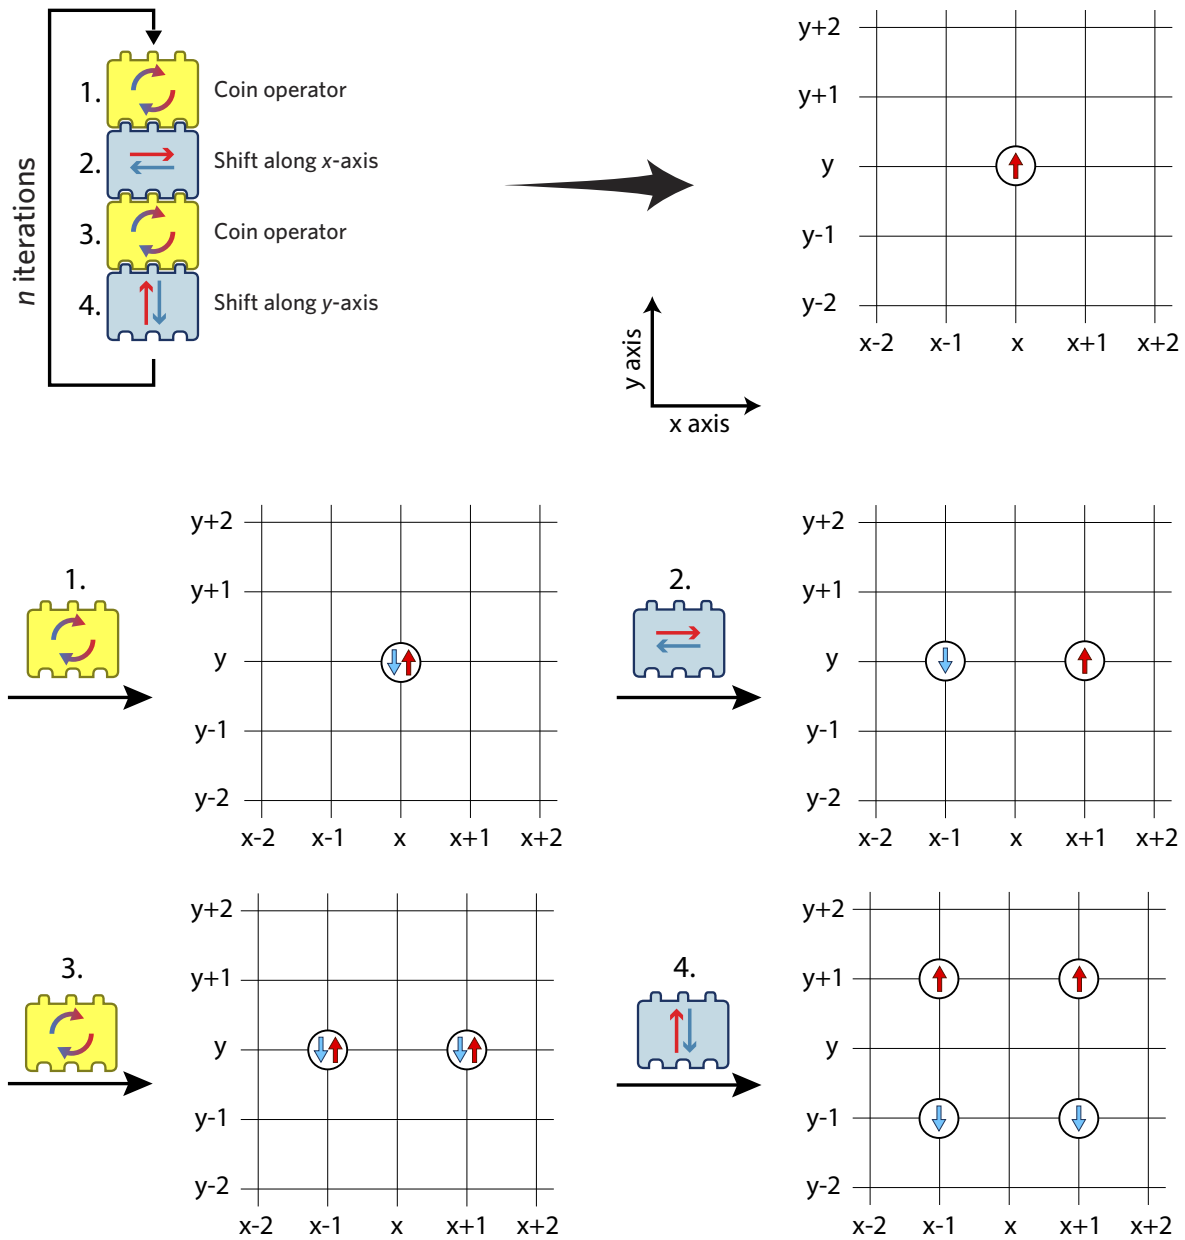 n iterations
1. Coin operator
2. Shift along x-axis
3. Coin operator
4. Shift along y-axis
y+2
y+1
y
y-1
y-2
x-2 x-1 x x+1 x+2
y axis
x axis
1.
y+2
y+1
y
y-1
y-2
x-2 x-1 x x+1 x+2
2.
y+2
y+1
y
y-1
y-2
x-2 x-1 x x+1 x+2
3.
y+2
y+1
y
y-1
y-2
x-2 x-1 x x+1 x+2
4.
y+2
y+1
y
y-1
y-2
x-2 x-1 x x+1 x+2